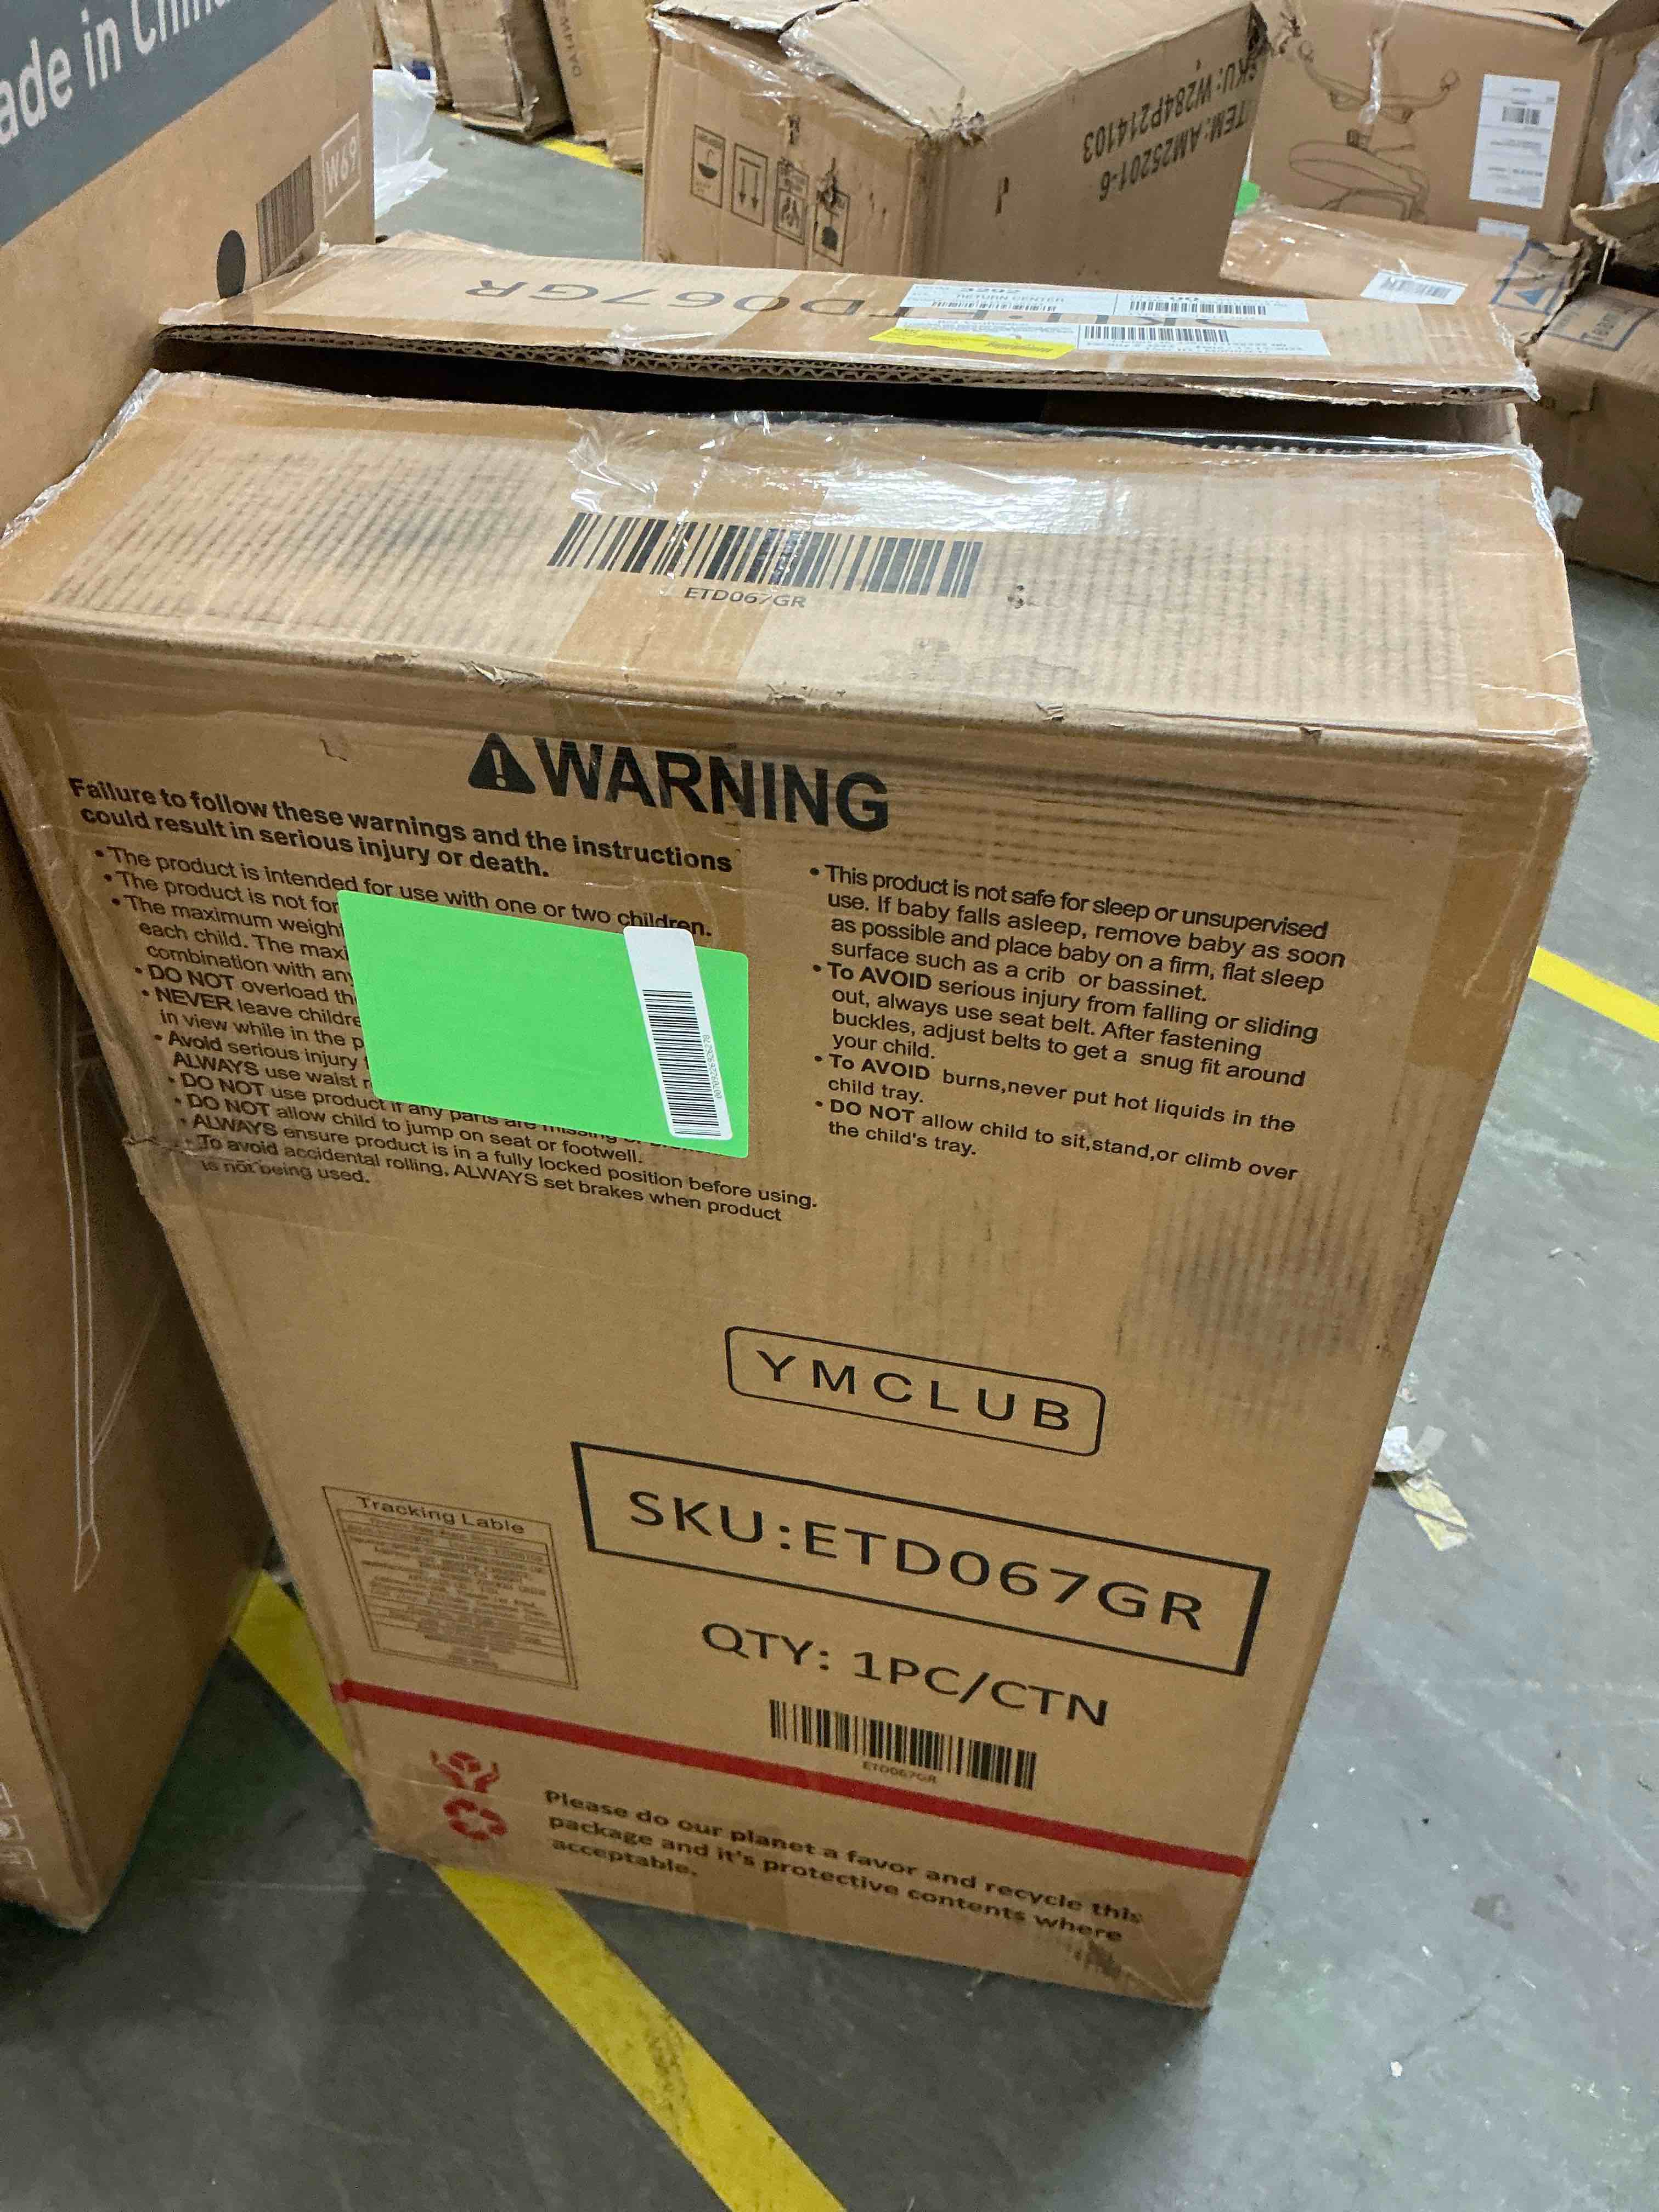 ade in
W69
SKU: W284P214103
ITEM: AM25201-6
D067GR
RETURN CENTER
ETD067GR
WARNING
Failure to follow these warnings and the instructions
could result in serious injury or death.
• The product is intended for use with one or two children.
• The product is not for
• The maximum weight
each child. The maxi
combination with any
• DO NOT overload th
• NEVER leave childre
in view while in the p
• Avoid serious injury f
ALWAYS use waist r
• DO NOT use product if any parts are missing or
• DO NOT allow child to jump on seat or footwell.
• ALWAYS ensure product is in a fully locked position before using.
• To avoid accidental rolling, ALWAYS set brakes when product
is not being used.
• This product is not safe for sleep or unsupervised
use. If baby falls asleep, remove baby as soon
as possible and place baby on a firm, flat sleep
surface such as a crib or bassinet.
• To AVOID serious injury from falling or sliding
out, always use seat belt. After fastening
buckles, adjust belts to get a snug fit around
your child.
• To AVOID burns,never put hot liquids in the
child tray.
• DO NOT allow child to sit,stand,or climb over
the child's tray.
YMCLUB
SKU:ETD067GR
QTY: 1PC/CTN
ETD067GR
Tracking Lable
Please do our planet a favor and recycle this
package and it's protective contents where
acceptable.